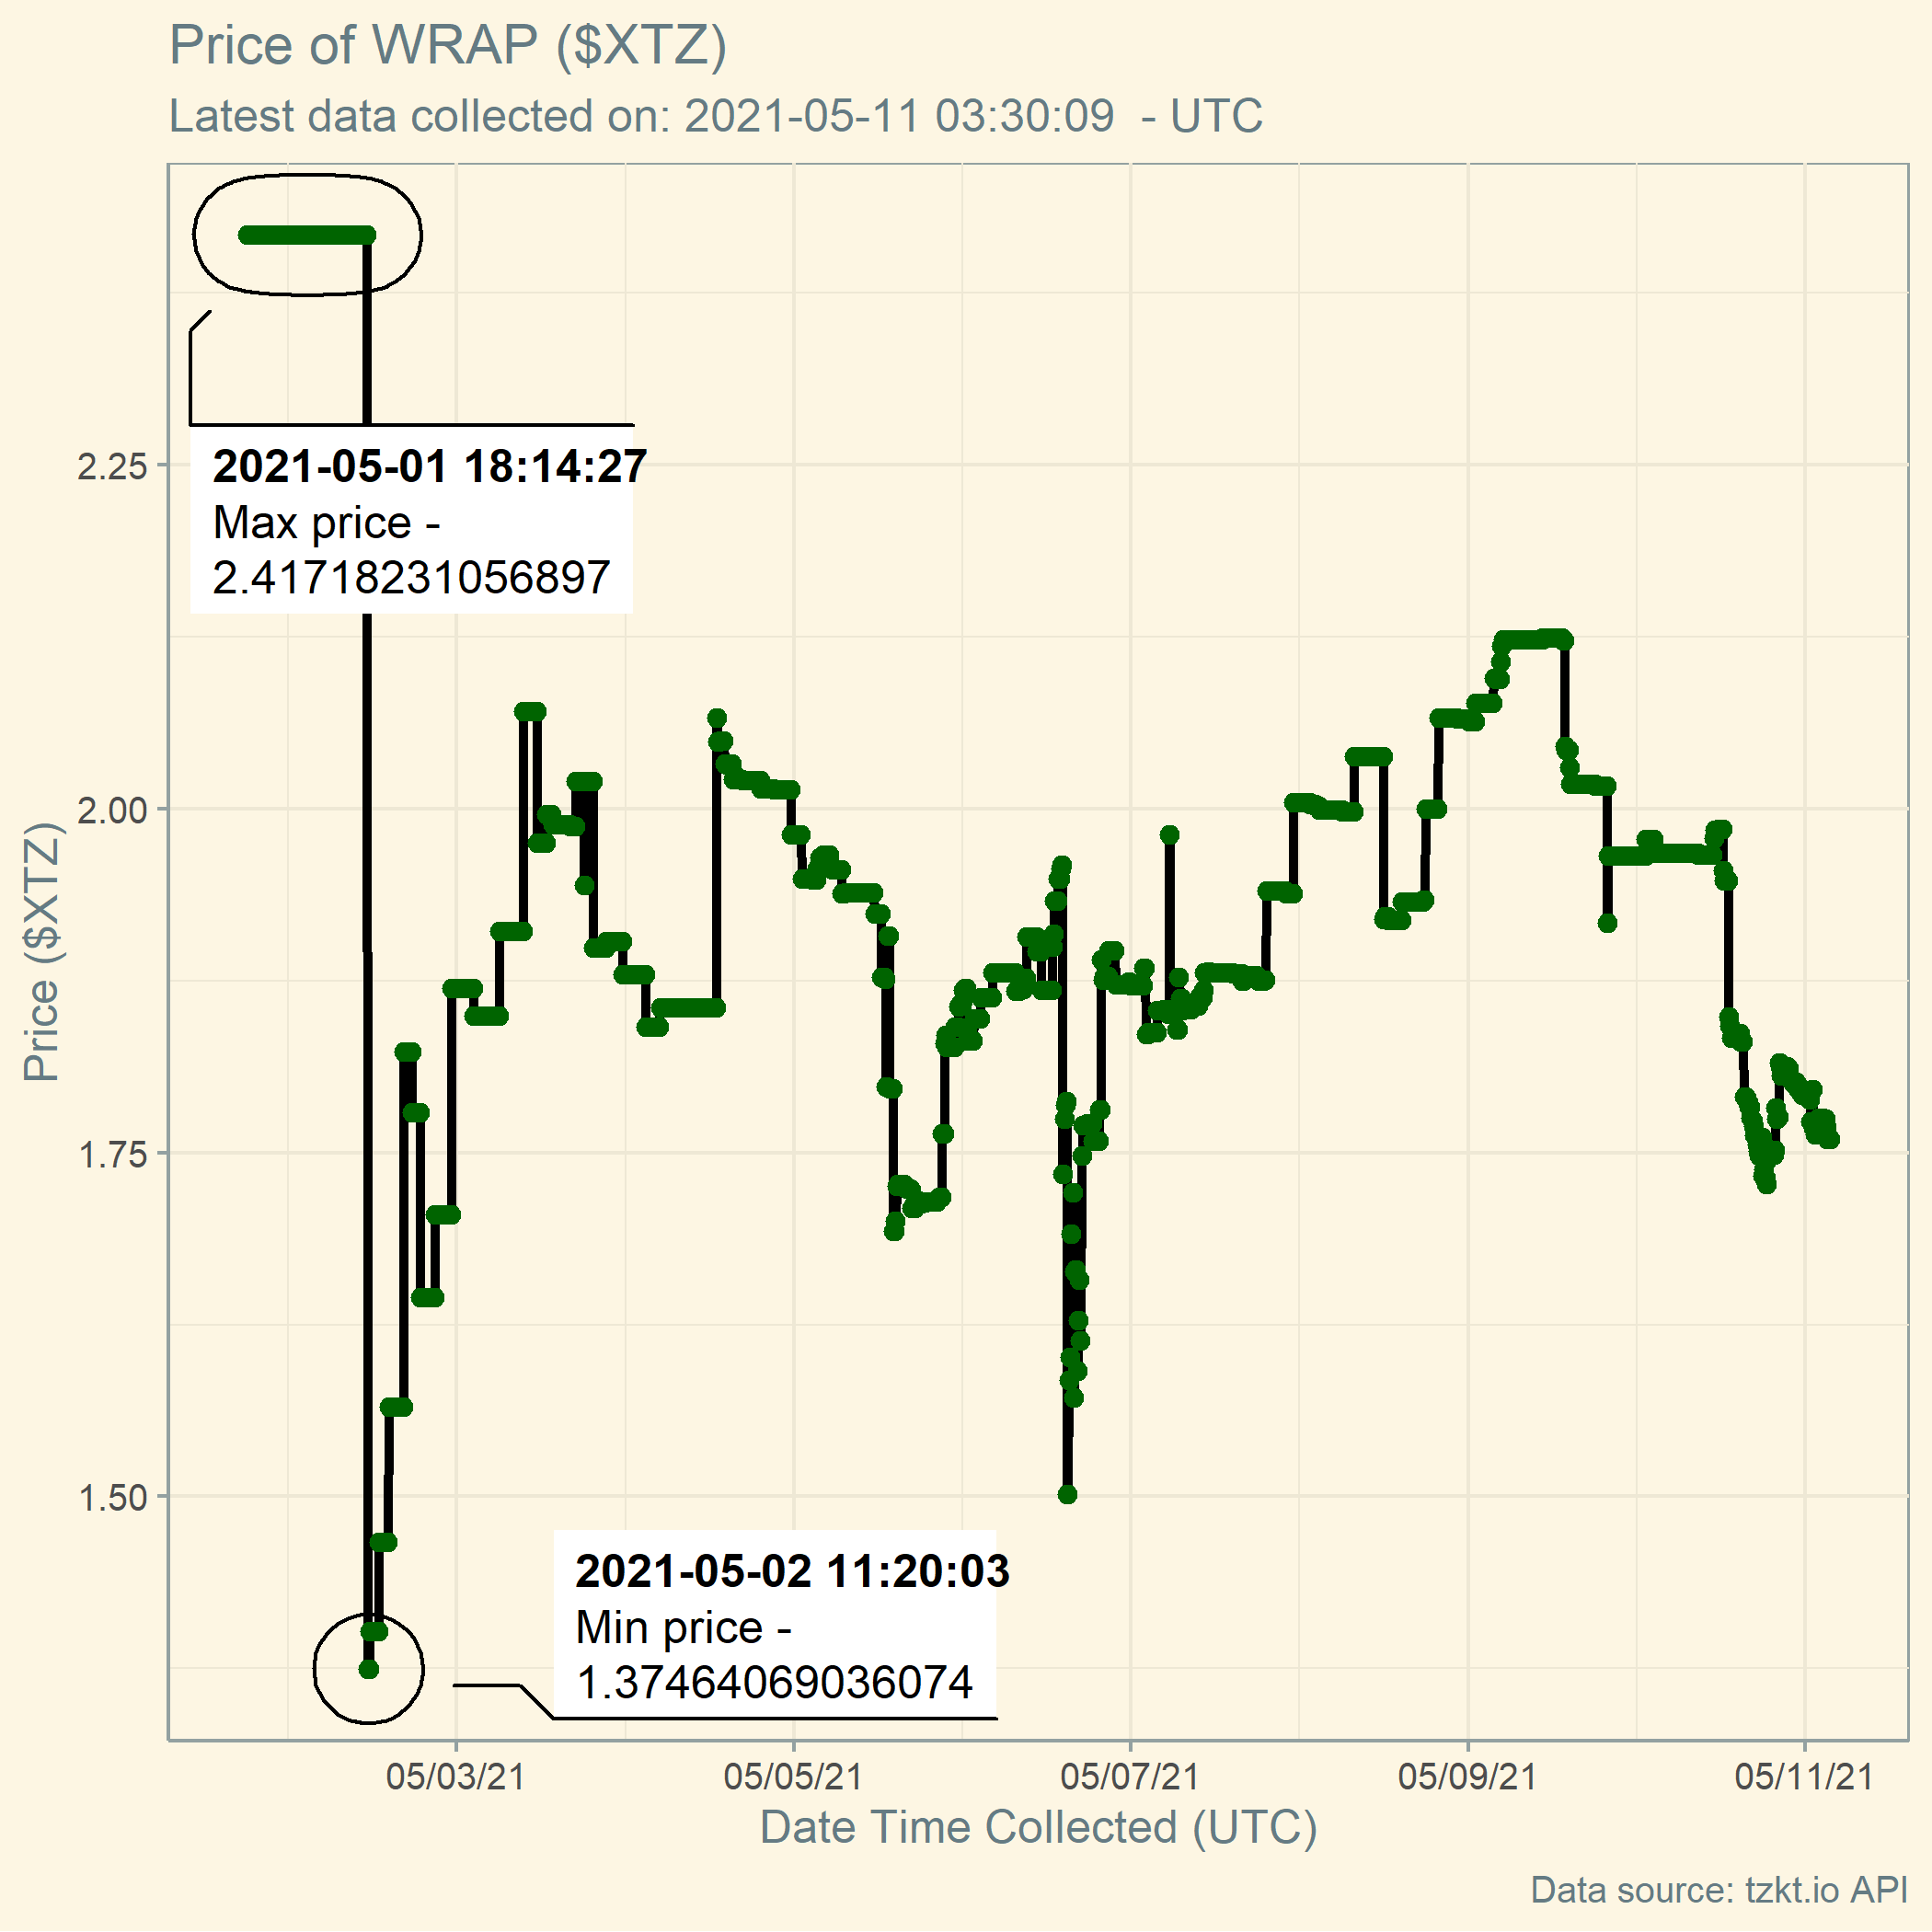 Price of WRAP ($XTZ)
Latest data collected on: 2021-05-11 03:30:09  - UTC
2021-05-01 18:14:27
Max price -
2.41718231056897
2021-05-02 11:20:03
Min price -
1.37464069036074
Price ($XTZ)
2.25
2.00
1.75
1.50
05/03/21
05/05/21
05/07/21
05/09/21
05/11/21
Date Time Collected (UTC)
Data source: tzkt.io API